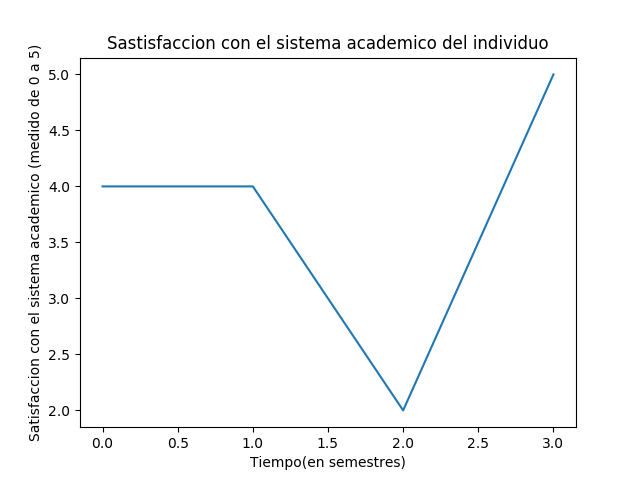 Sastisfaccion con el sistema academico del individuo
Satisfaccion con el sistema academico (medido de 0 a 5)
5.0
4.5
4.0
3.5
3.0
2.5
2.0
0.0 0.5 1.0 1.5 2.0 2.5 3.0
Tiempo(en semestres)